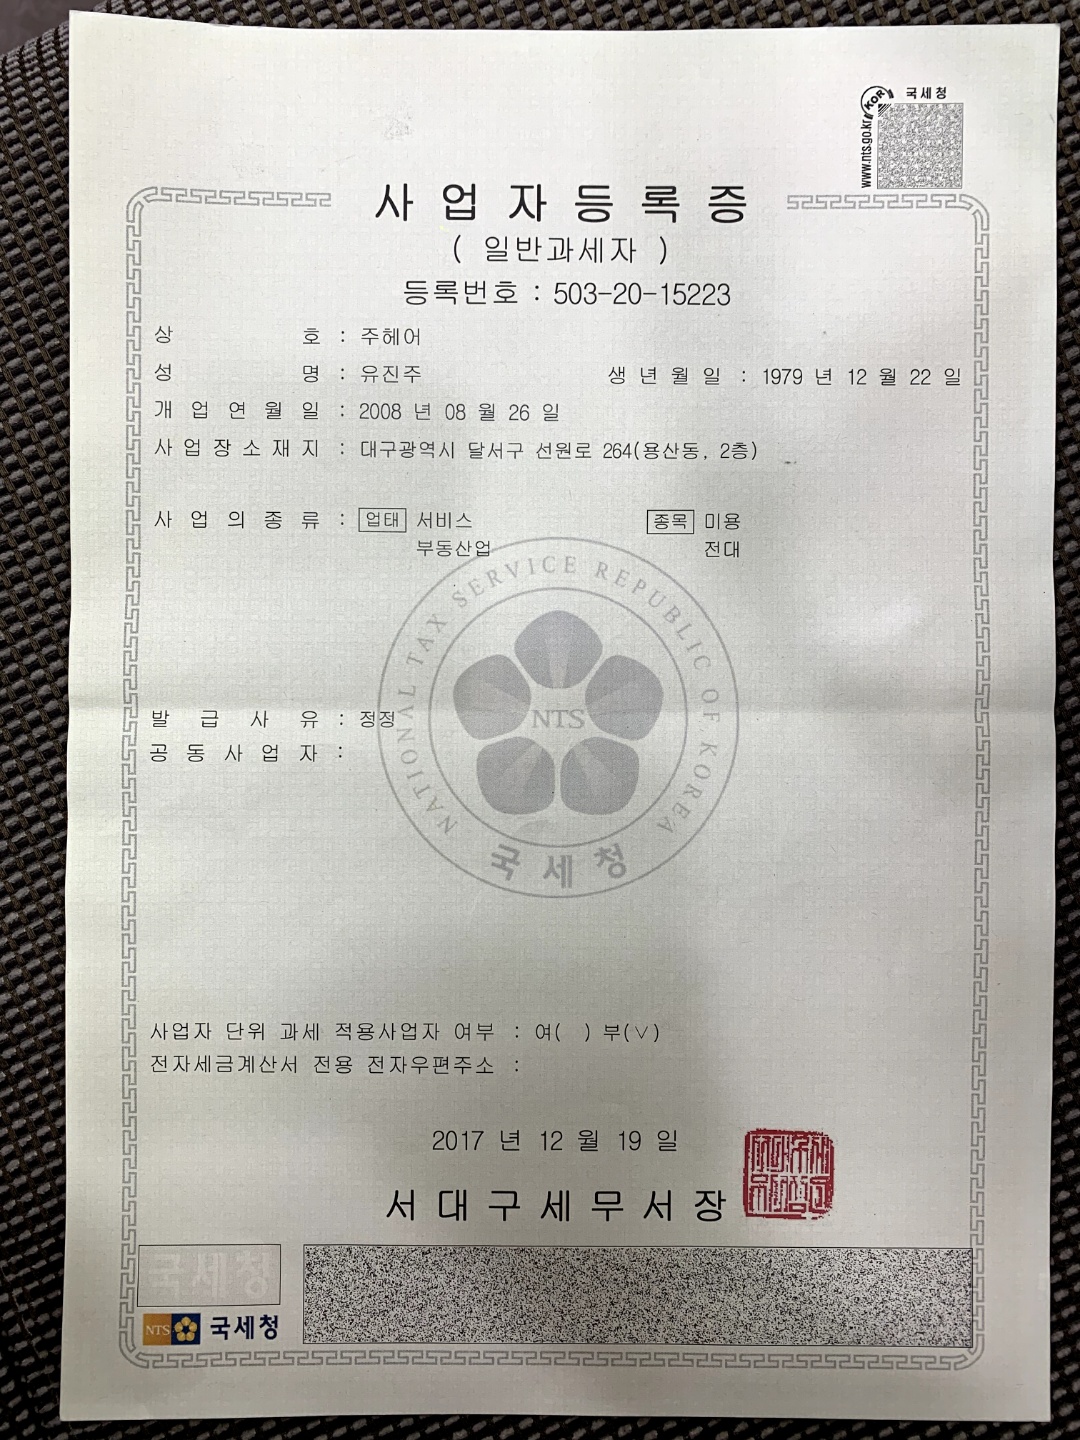 국세청
www.nts.go.kr
KOR
사업자등록증
( 일반과세자 )
등록번호 : 503-20-15223
상 호 : 주헤어
성 명 : 유진주 생 년 월 일 : 1979 년 12 월 22 일
개 업 연 월 일 : 2008 년 08 월 26 일
사 업 장 소 재 지 : 대구광역시 달서구 선원로 264(용산동, 2층)
사 업 의 종 류 : 업태 서비스 종목 미용
부동산업 전대
NATIONAL TAX SERVICE REPUBLIC OF KOREA
NTS
국세청
발 급 사 유 : 정정
공 동 사 업 자 :
사업자 단위 과세 적용사업자 여부 : 여( ) 부(∨)
전자세금계산서 전용 전자우편주소 :
2017 년 12 월 19 일
서대구세무서장
국세청
NTS 국세청